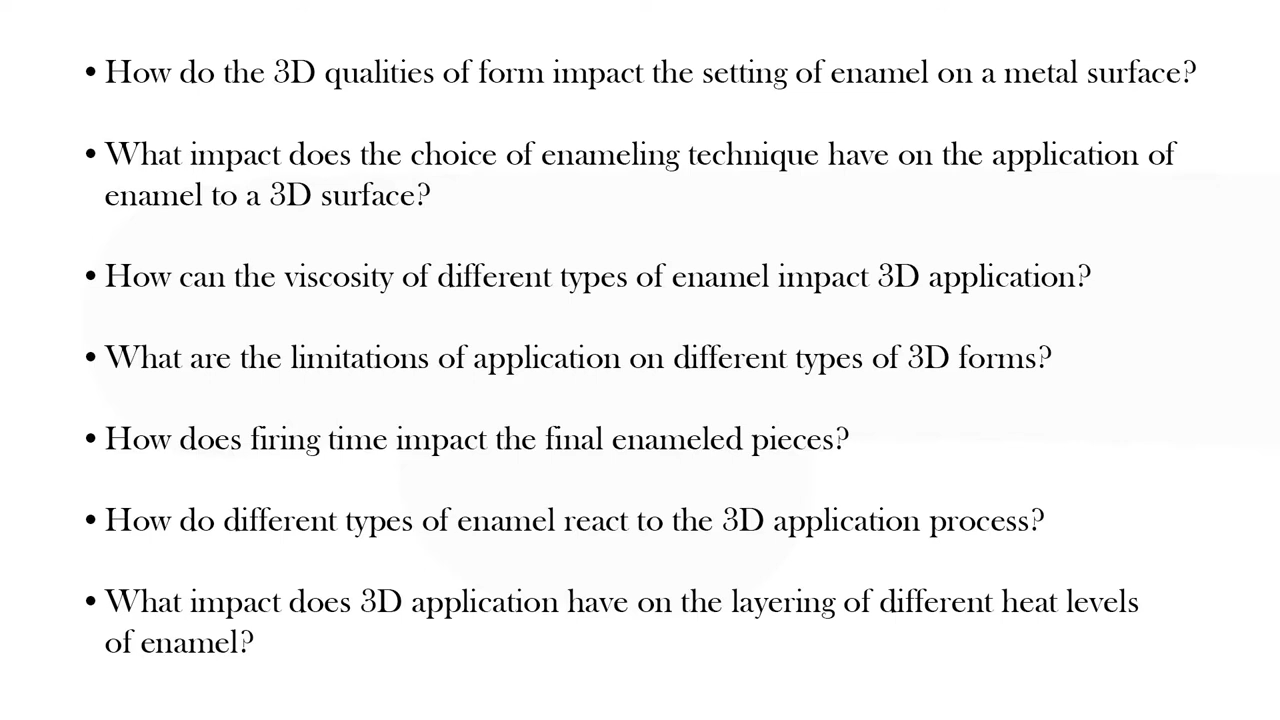 • How do the 3D qualities of form impact the setting of enamel on a metal surface?
• What impact does the choice of enameling technique have on the application of
enamel to a 3D surface?
• How can the viscosity of different types of enamel impact 3D application?
• What are the limitations of application on different types of 3D forms?
• How does firing time impact the final enameled pieces?
• How do different types of enamel react to the 3D application process?
• What impact does 3D application have on the layering of different heat levels
of enamel?